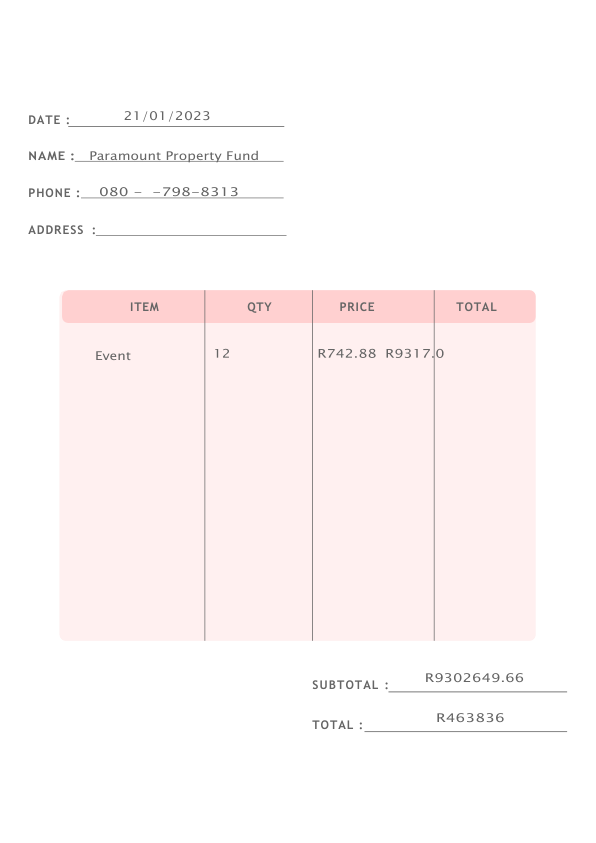 DATE : 21/01/2023
NAME : Paramount Property Fund
PHONE : 080 – –798–8313
ADDRESS :
ITEM QTY PRICE TOTAL
Event 12 R742.88 R9317.0
SUBTOTAL : R9302649.66
TOTAL : R463836